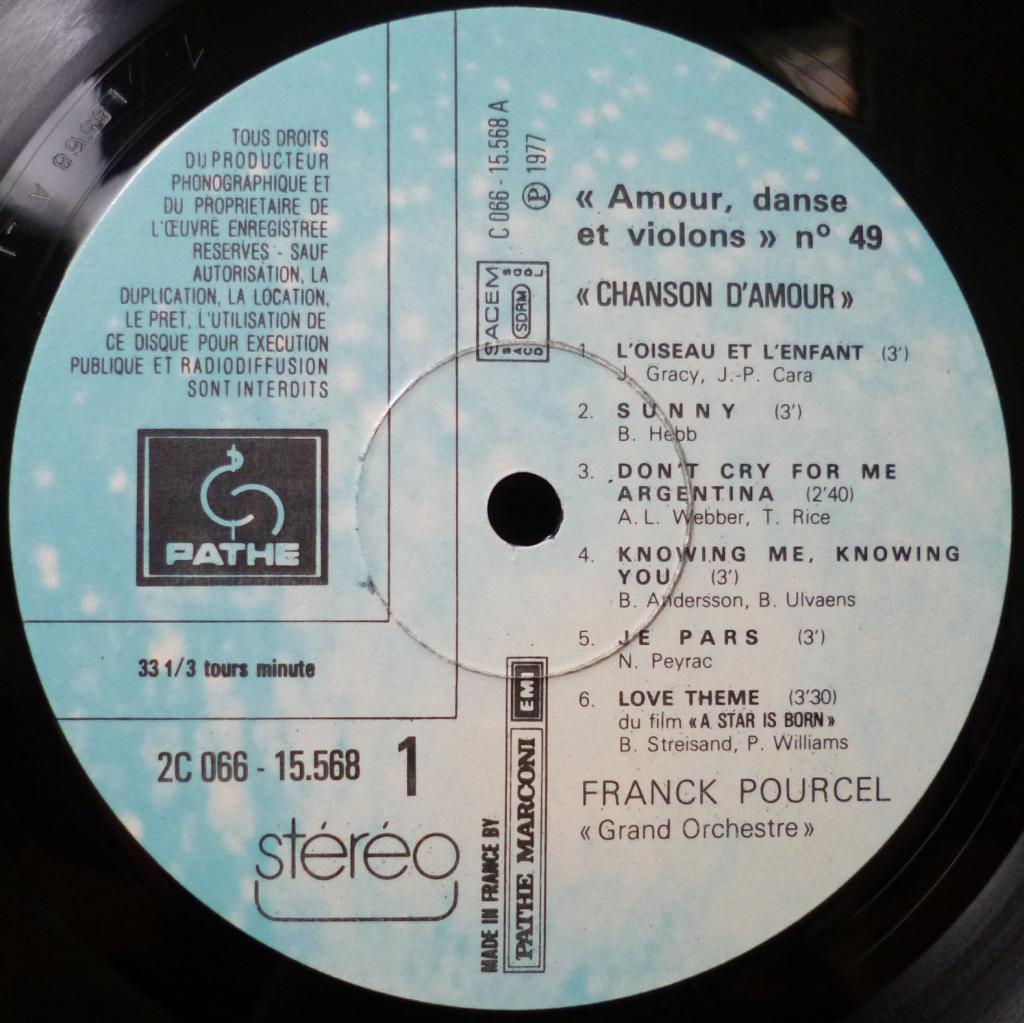 TOUS DROITS
DU PRODUCTEUR
PHONOGRAPHIQUE ET
DU PROPRIETAIRE DE
L'ŒUVRE ENREGISTREE
RESERVES - SAUF
AUTORISATION, LA
DUPLICATION, LA LOCATION,
LE PRET, L'UTILISATION DE
CE DISQUE POUR EXECUTION
PUBLIQUE ET RADIODIFFUSION
SONT INTERDITS
PATHE
33 1/3 tours minute
2C 066 - 15.568 1
stéréo
C 066 - 15.568 A
Ⓟ 1977
SACEM
SDRM
SACD
SGDL
MADE IN FRANCE BY
PATHE MARCONI EMI
« Amour, danse
et violons » nº 49
« CHANSON D'AMOUR »
1. L'OISEAU ET L'ENFANT (3')
J. Gracy, J.-P. Cara
2. SUNNY (3')
B. Hebb
3. DON'T CRY FOR ME
ARGENTINA (2'40)
A.L. Webber, T. Rice
4. KNOWING ME, KNOWING
YOU (3')
B. Andersson, B. Ulvaens
5. JE PARS (3')
N. Peyrac
6. LOVE THEME (3'30)
du film « A STAR IS BORN »
B. Streisand, P. Williams
FRANCK POURCEL
« Grand Orchestre »